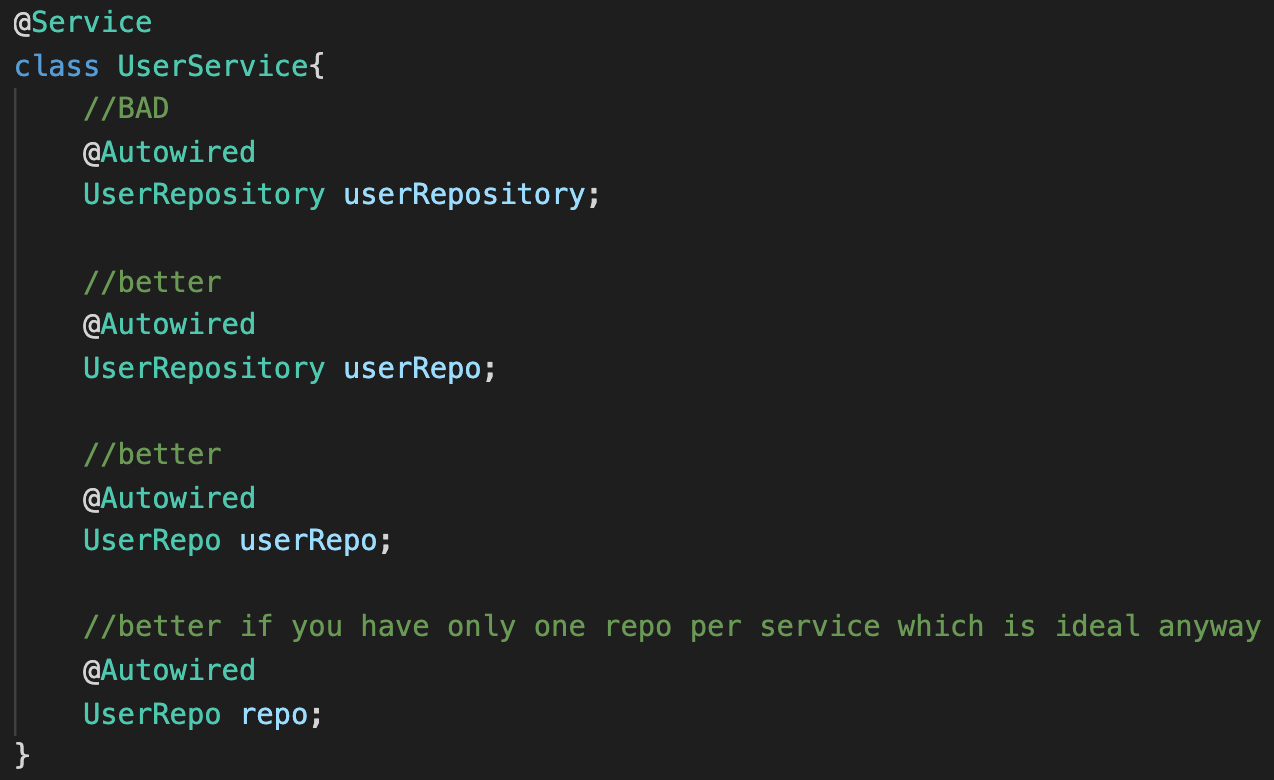 @Service
class UserService{
//BAD
@Autowired
UserRepository userRepository;
//better
@Autowired
UserRepository userRepo;
//better
@Autowired
UserRepo userRepo;
//better if you have only one repo per service which is ideal anyway
@Autowired
UserRepo repo;
}